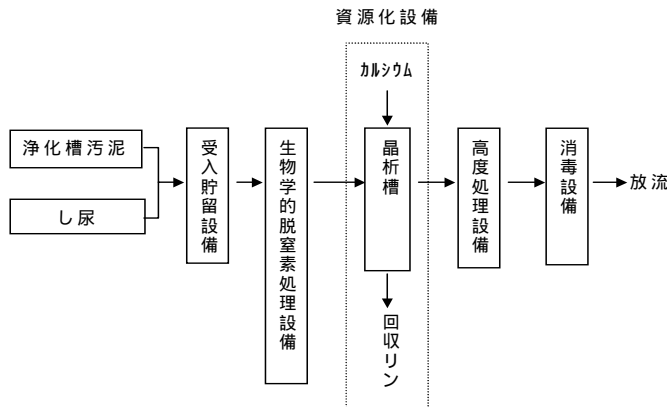 資源化設備
ｶﾙｼｳﾑ
浄化槽汚泥
し尿
受入貯留設備
生物学的脱窒素処理設備
晶析槽
高度処理設備
消毒設備
放流
回収リン